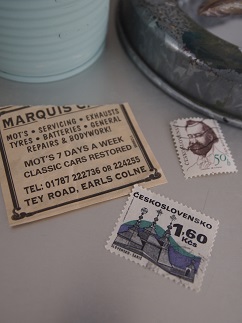 MARQUIS
MOT'S • SERVICING • EXHAUSTS
TYRES • BATTERIES • GENERAL
REPAIRS & BODYWORK!
MOT'S 7 DAYS A WEEK
CLASSIC CARS RESTORED!
TEL: 01787 222736 OR 224255
TEY ROAD, EARLS COLNE
50
ČESKOSLOVENSKO
1,60
Kčs